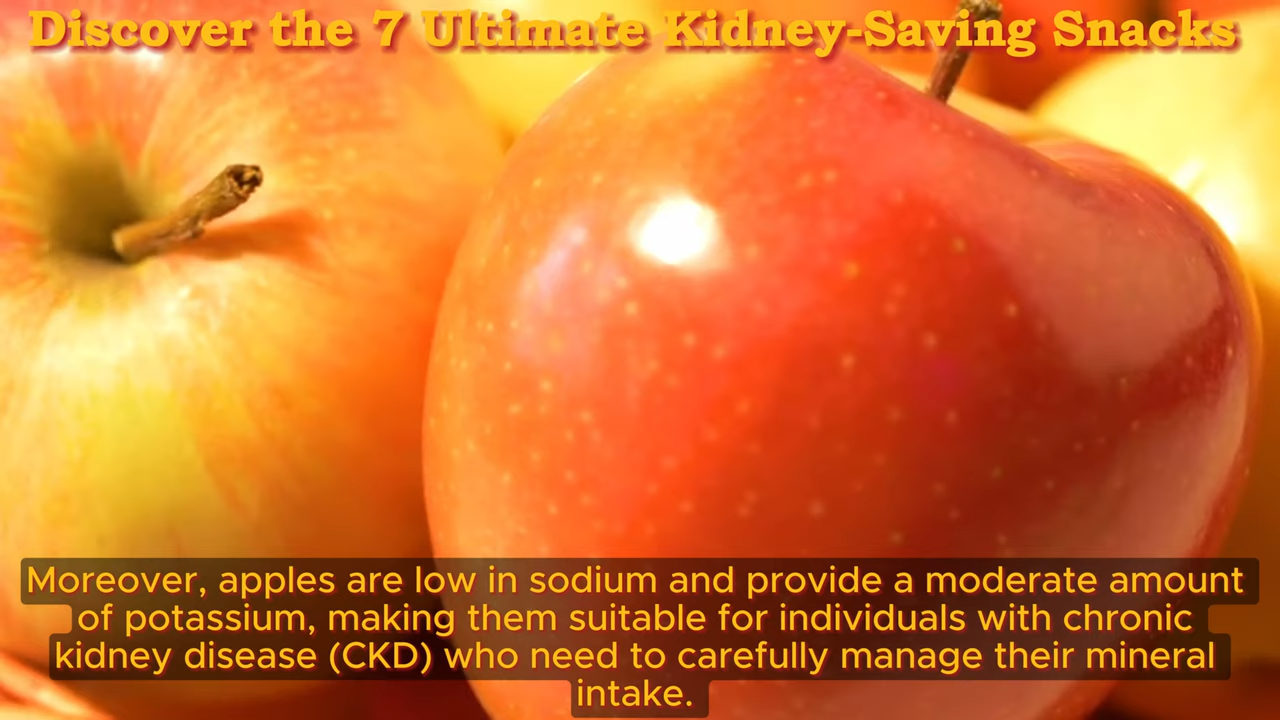 Discover the 7 Ultimate Kidney-Saving Snacks
Moreover, apples are low in sodium and provide a moderate amount
of potassium, making them suitable for individuals with chronic
kidney disease (CKD) who need to carefully manage their mineral
intake.